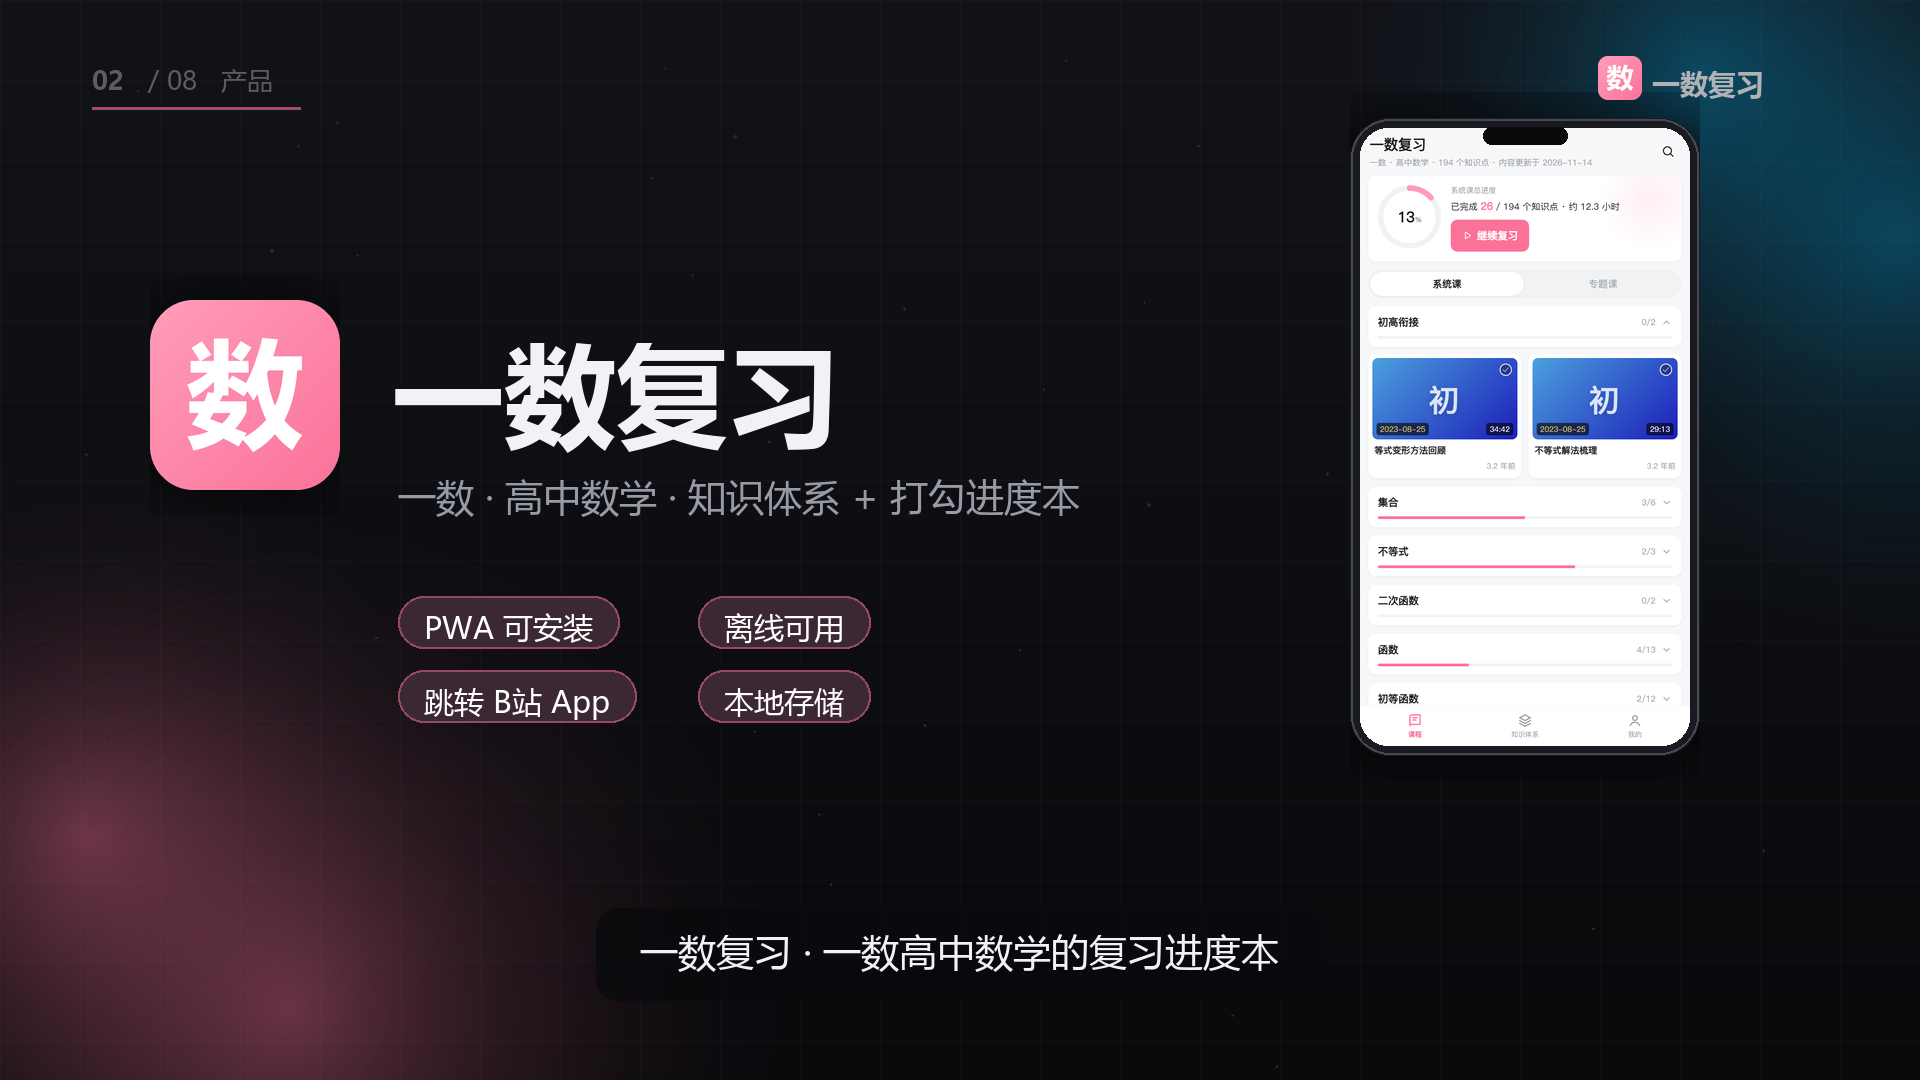 02 / 08 产品
数 一数复习
数
一数复习
一数 · 高中数学 · 知识体系 + 打勾进度本
PWA 可安装
离线可用
跳转 B站 App
本地存储
一数复习
一数 · 高中数学 · 194 个知识点 · 内容更新于 2026-11-14
13%
系统课总进度
已完成 26 / 194 个知识点 · 约 12.3 小时
继续复习
系统课
专题课
初高衔接
0/2
初
2023-08-25
34:42
等式变形方法回顾
3.2 年前
初
2023-08-25
29:13
不等式解法梳理
3.2 年前
集合
3/6
不等式
2/3
二次函数
0/2
函数
4/13
初等函数
2/12
课程
知识体系
我的
一数复习 · 一数高中数学的复习进度本